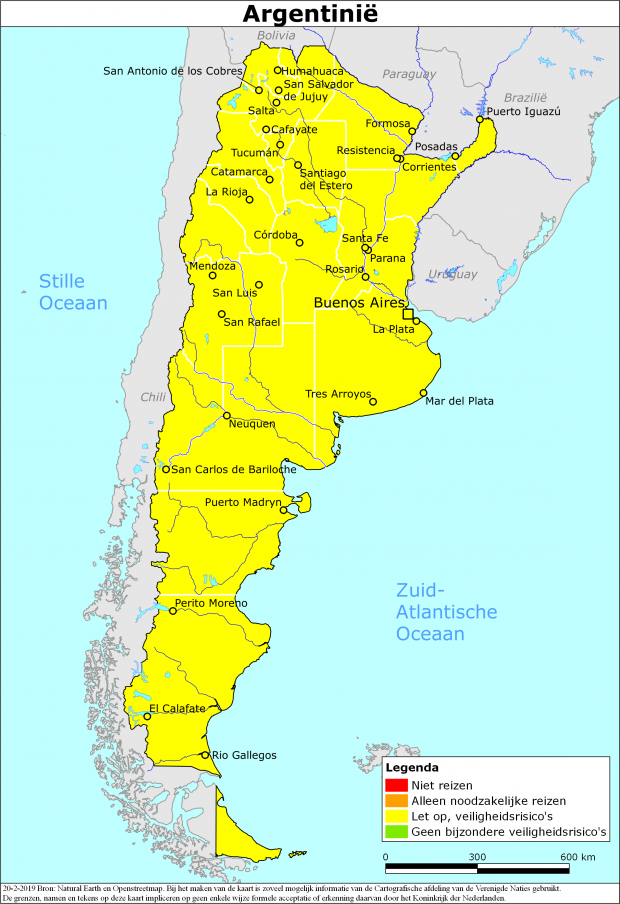 Argentinië
Bolivia
San Antonio de los Cobres
Humahuaca
San Salvador
de Jujuy
Paraguay
Salta
Brazilië
Puerto Iguazú
Cafayate
Formosa
Tucumán
Resistencia
Posadas
Corrientes
Catamarca
Santiago
del Estero
La Rioja
Córdoba
Santa Fe
Parana
Mendoza
Rosario
Uruguay
Stille
Oceaan
San Luis
Buenos Aires
San Rafael
La Plata
Chili
Tres Arroyos
Mar del Plata
Neuquen
San Carlos de Bariloche
Puerto Madryn
Zuid-
Atlantische
Oceaan
Perito Moreno
El Calafate
Rio Gallegos
Legenda
Niet reizen
Alleen noodzakelijke reizen
Let op, veiligheidsrisico's
Geen bijzondere veiligheidsrisico's
0 300 600 km
20-2-2019 Bron: Natural Earth en Openstreetmap. Bij het maken van de kaart is zoveel mogelijk informatie van de Cartografische afdeling van de Verenigde Naties gebruikt.
De grenzen, namen en tekens op deze kaart impliceren op geen enkele wijze formele acceptatie of erkenning daarvan door het Koninkrijk der Nederlanden.